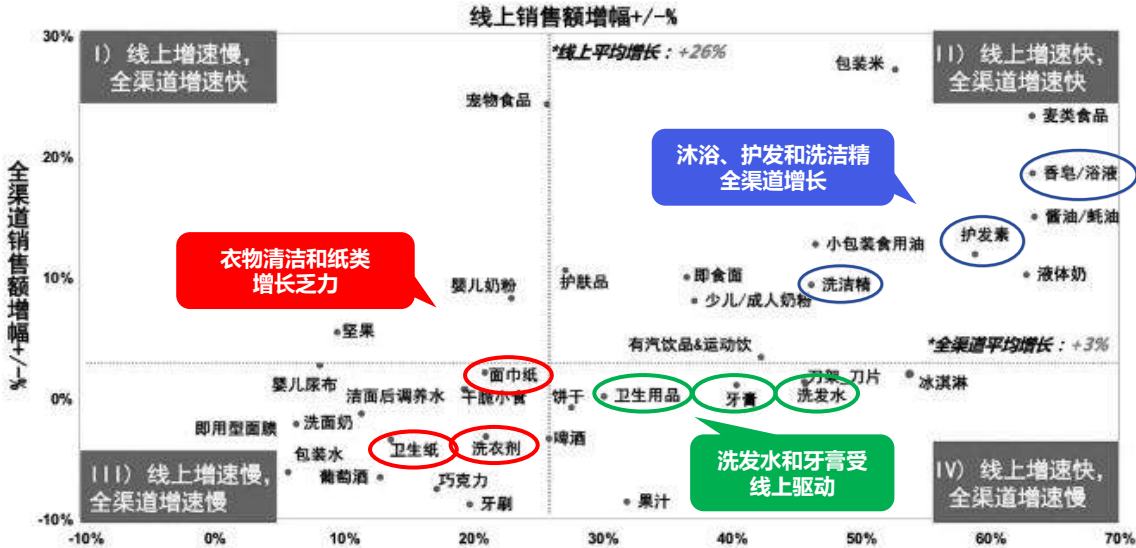 线上销售额增幅+/-%
30%
I) 线上增速慢,
全渠道增速快
*线上平均增长：+26%
包装米
II) 线上增速快,
全渠道增速快
宠物食品
麦类食品
20%
沐浴、护发和洗洁精
全渠道增长
香皂/浴液
酱油/蚝油
护发素
小包装食用油
衣物清洁和纸类
增长乏力
10%
婴儿奶粉
护肤品
即食面
洗洁精
液体奶
少儿/成人奶粉
坚果
有汽饮品&运动饮
*全渠道平均增长：+3%
全渠道销售额增幅+/-%
婴儿尿布
面巾纸
刀架_刀片
冰淇淋
0%
洁面后调养水
干脆小食
饼干
卫生用品
牙膏
洗发水
即用型面膜
洗面奶
卫生纸
洗衣剂
啤酒
包装水
洗发水和牙膏受
线上驱动
III) 线上增速慢,
全渠道增速慢
葡萄酒
巧克力
牙刷
果汁
IV) 线上增速快,
全渠道增速慢
-10%
-10%
0%
10%
20%
30%
40%
50%
60%
70%